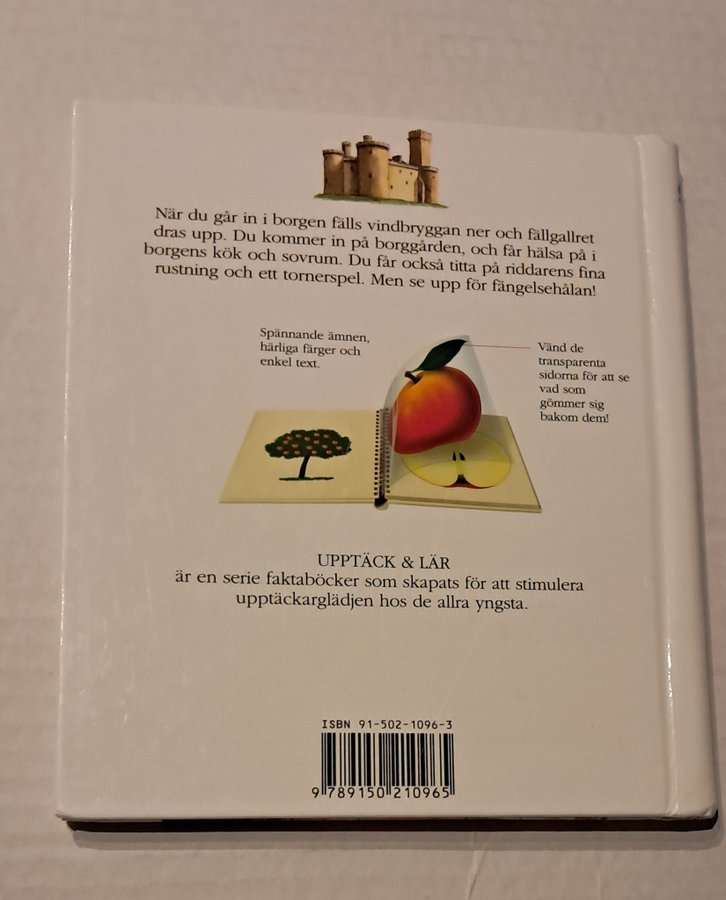 När du går in i borgen fälls vindbryggan ner och fällgallret
dras upp. Du kommer in på borggården, och får hälsa på i
borgens kök och sovrum. Du får också titta på riddarens fina
rustning och ett tornerspel. Men se upp för fängelsehålan!
Spännande ämnen,
härliga färger och
enkel text.
Vänd de
transparenta
sidorna för att se
vad som
gömmer sig
bakom dem!
UPPTÄCK & LÄR
är en serie faktaböcker som skapats för att stimulera
upptäckarglädjen hos de allra yngsta.
ISBN 91-502-1096-3
9 789150 210965